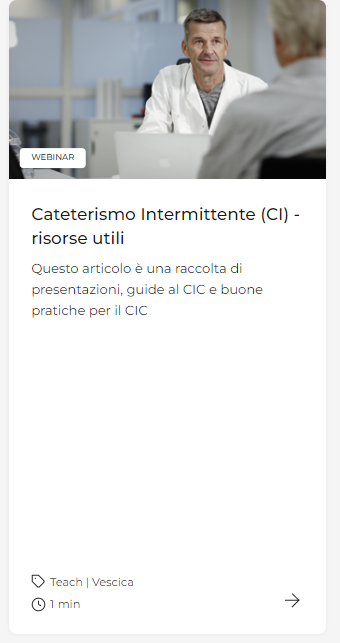 WEBINAR
Cateterismo Intermittente (CI) -
risorse utili
Questo articolo è una raccolta di
presentazioni, guide al CIC e buone
pratiche per il CIC
Teach | Vescica
1 min